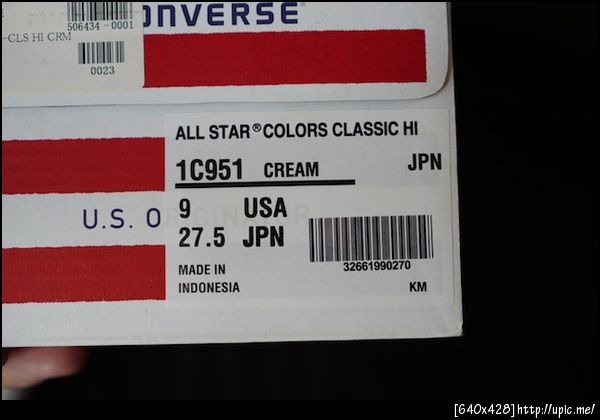 CONVERSE
506434-0001
-CLS HI CRM
0023
ALL STAR® COLORS CLASSIC HI
1C951 CREAM JPN
9 USA
U.S. O
27.5 JPN
32661990270
MADE IN
INDONESIA KM
[640x428]http://upic.me/